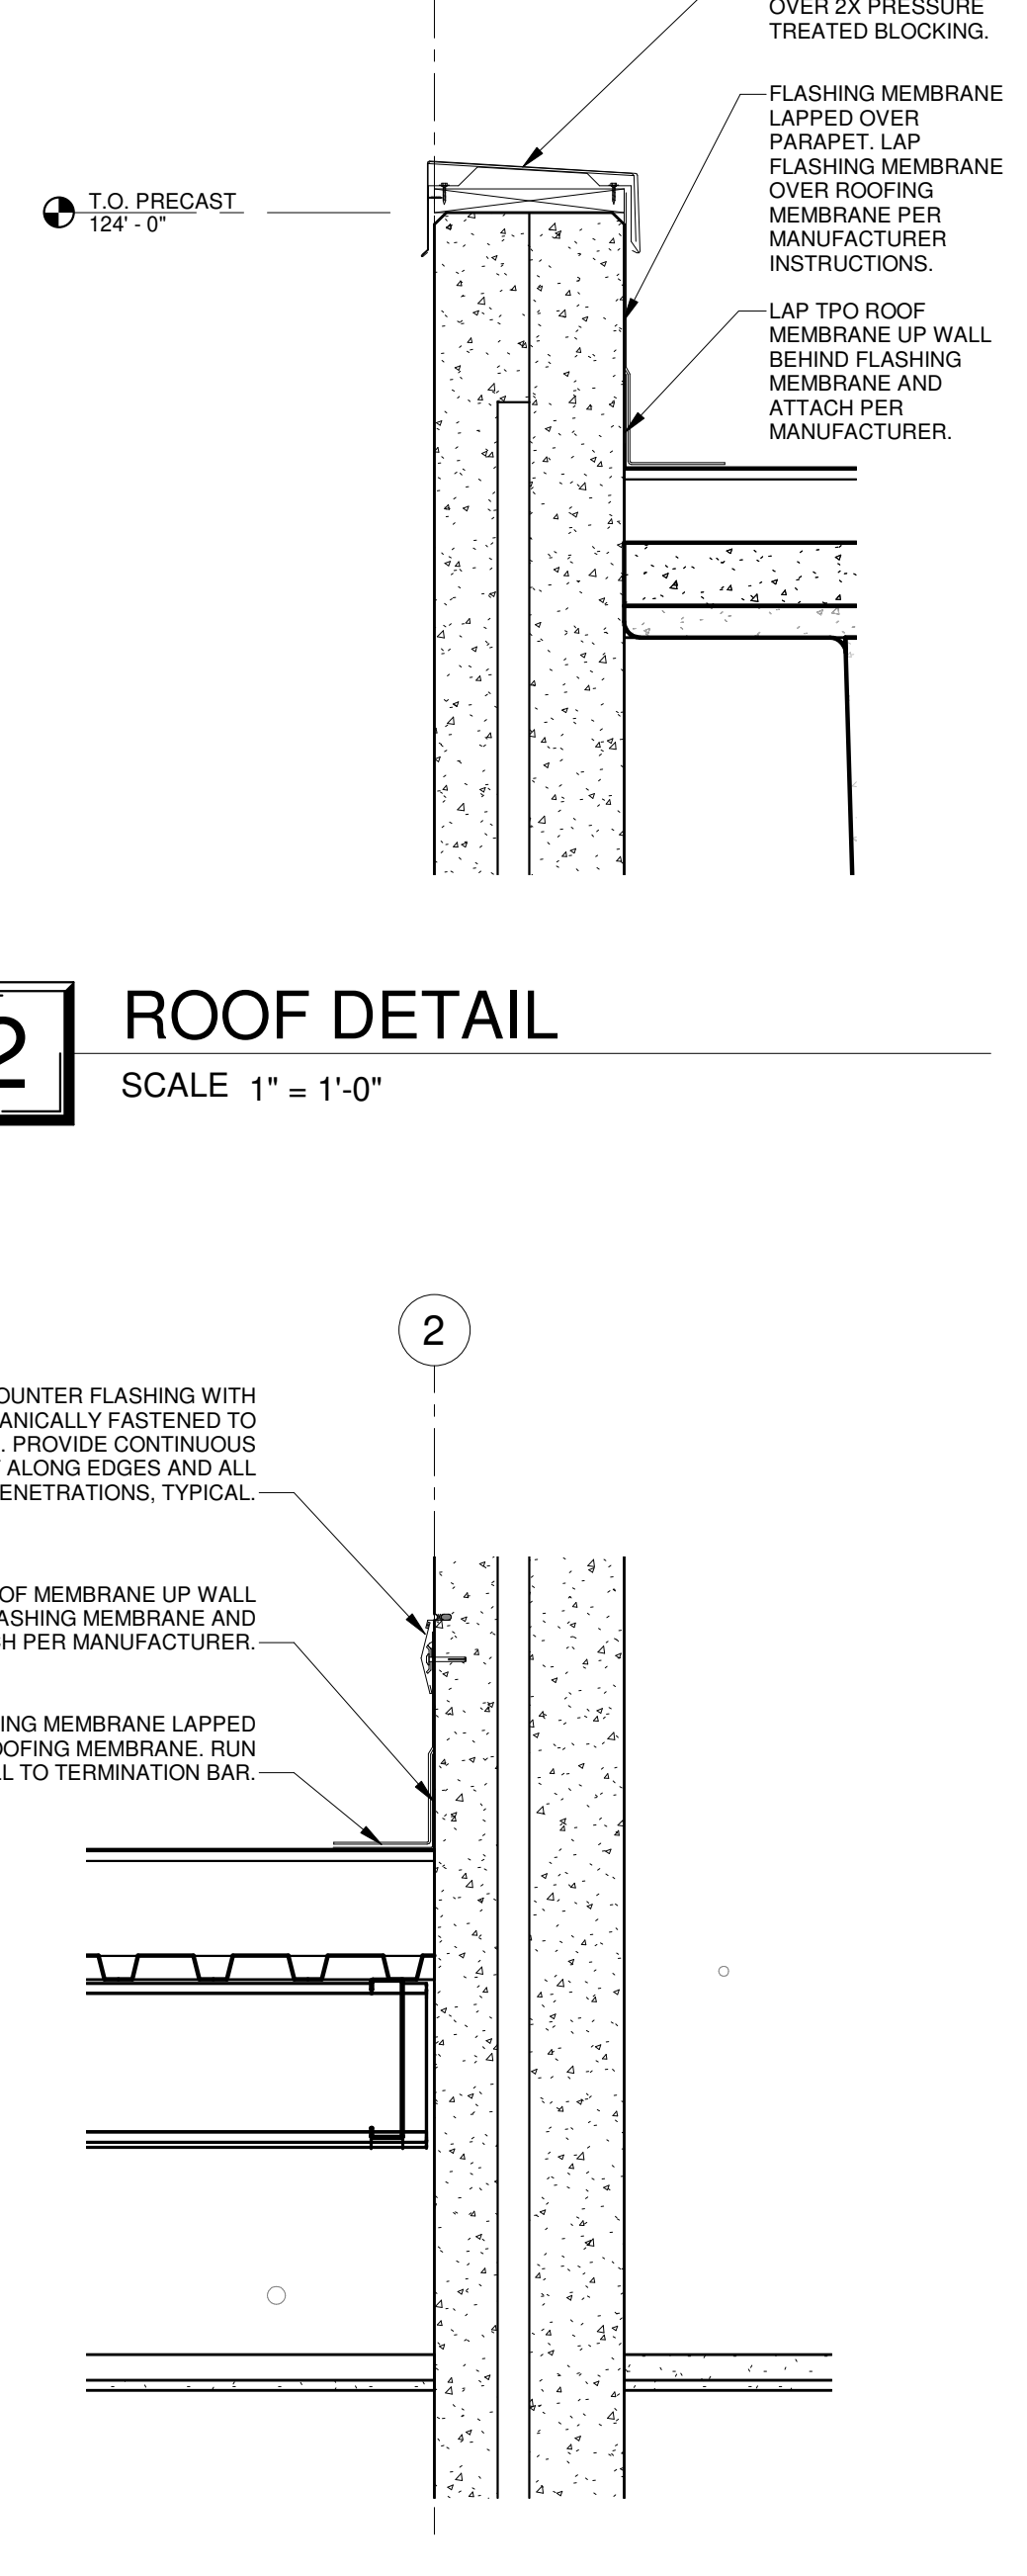 OVER 2X PRESSURE
TREATED BLOCKING.
FLASHING MEMBRANE
LAPPED OVER
PARAPET. LAP
FLASHING MEMBRANE
OVER ROOFING
MEMBRANE PER
MANUFACTURER
INSTRUCTIONS.
T.O. PRECAST
124' - 0"
LAP TPO ROOF
MEMBRANE UP WALL
BEHIND FLASHING
MEMBRANE AND
ATTACH PER
MANUFACTURER.
2
ROOF DETAIL
SCALE 1" = 1'-0"
2
OUNTER FLASHING WITH
ANICALLY FASTENED TO
. PROVIDE CONTINUOUS
ALONG EDGES AND ALL
ENETRATIONS, TYPICAL.
OF MEMBRANE UP WALL
ASHING MEMBRANE AND
H PER MANUFACTURER.
ING MEMBRANE LAPPED
OOFING MEMBRANE. RUN
LL TO TERMINATION BAR.